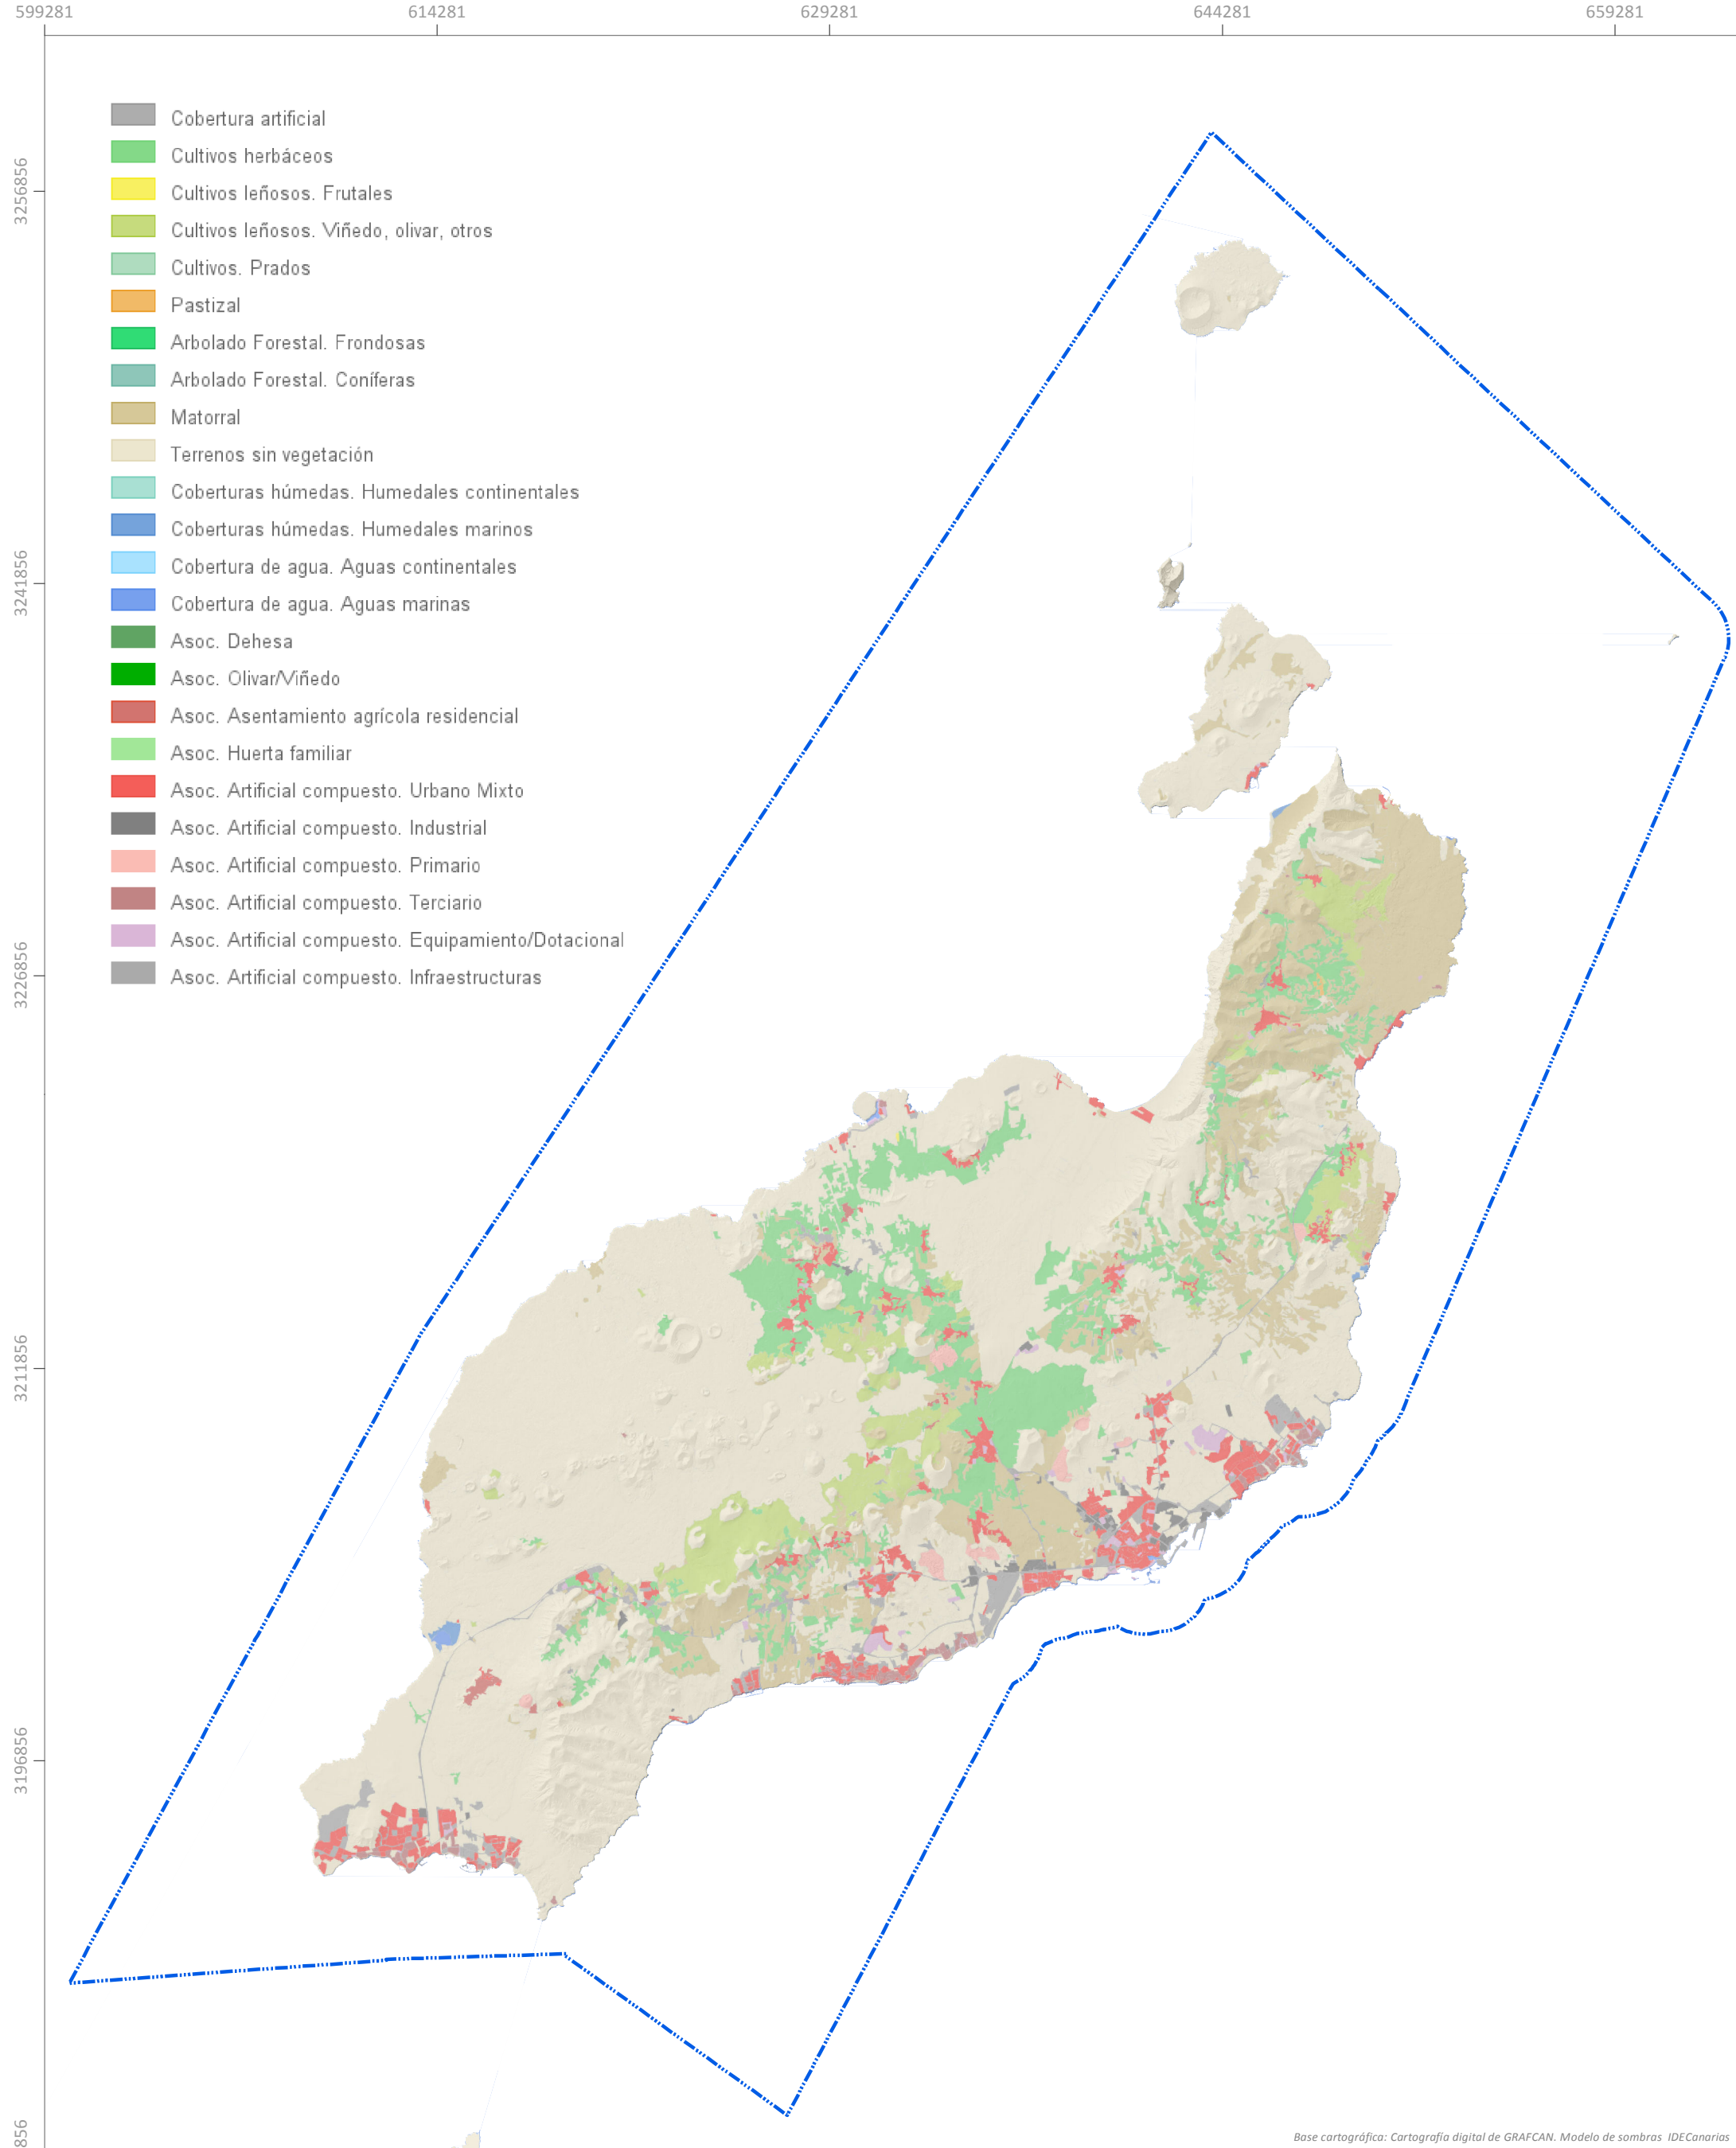 599281 614281 629281 644281 659281
3256856
3241856
3226856
3211856
3196856
856
Cobertura artificial
Cultivos herbáceos
Cultivos leñosos. Frutales
Cultivos leñosos. Viñedo, olivar, otros
Cultivos. Prados
Pastizal
Arbolado Forestal. Frondosas
Arbolado Forestal. Coníferas
Matorral
Terrenos sin vegetación
Coberturas húmedas. Humedales continentales
Coberturas húmedas. Humedales marinos
Cobertura de agua. Aguas continentales
Cobertura de agua. Aguas marinas
Asoc. Dehesa
Asoc. Olivar/Viñedo
Asoc. Asentamiento agrícola residencial
Asoc. Huerta familiar
Asoc. Artificial compuesto. Urbano Mixto
Asoc. Artificial compuesto. Industrial
Asoc. Artificial compuesto. Primario
Asoc. Artificial compuesto. Terciario
Asoc. Artificial compuesto. Equipamiento/Dotacional
Asoc. Artificial compuesto. Infraestructuras
Base cartográfica: Cartografía digital de GRAFCAN. Modelo de sombras IDECanarias